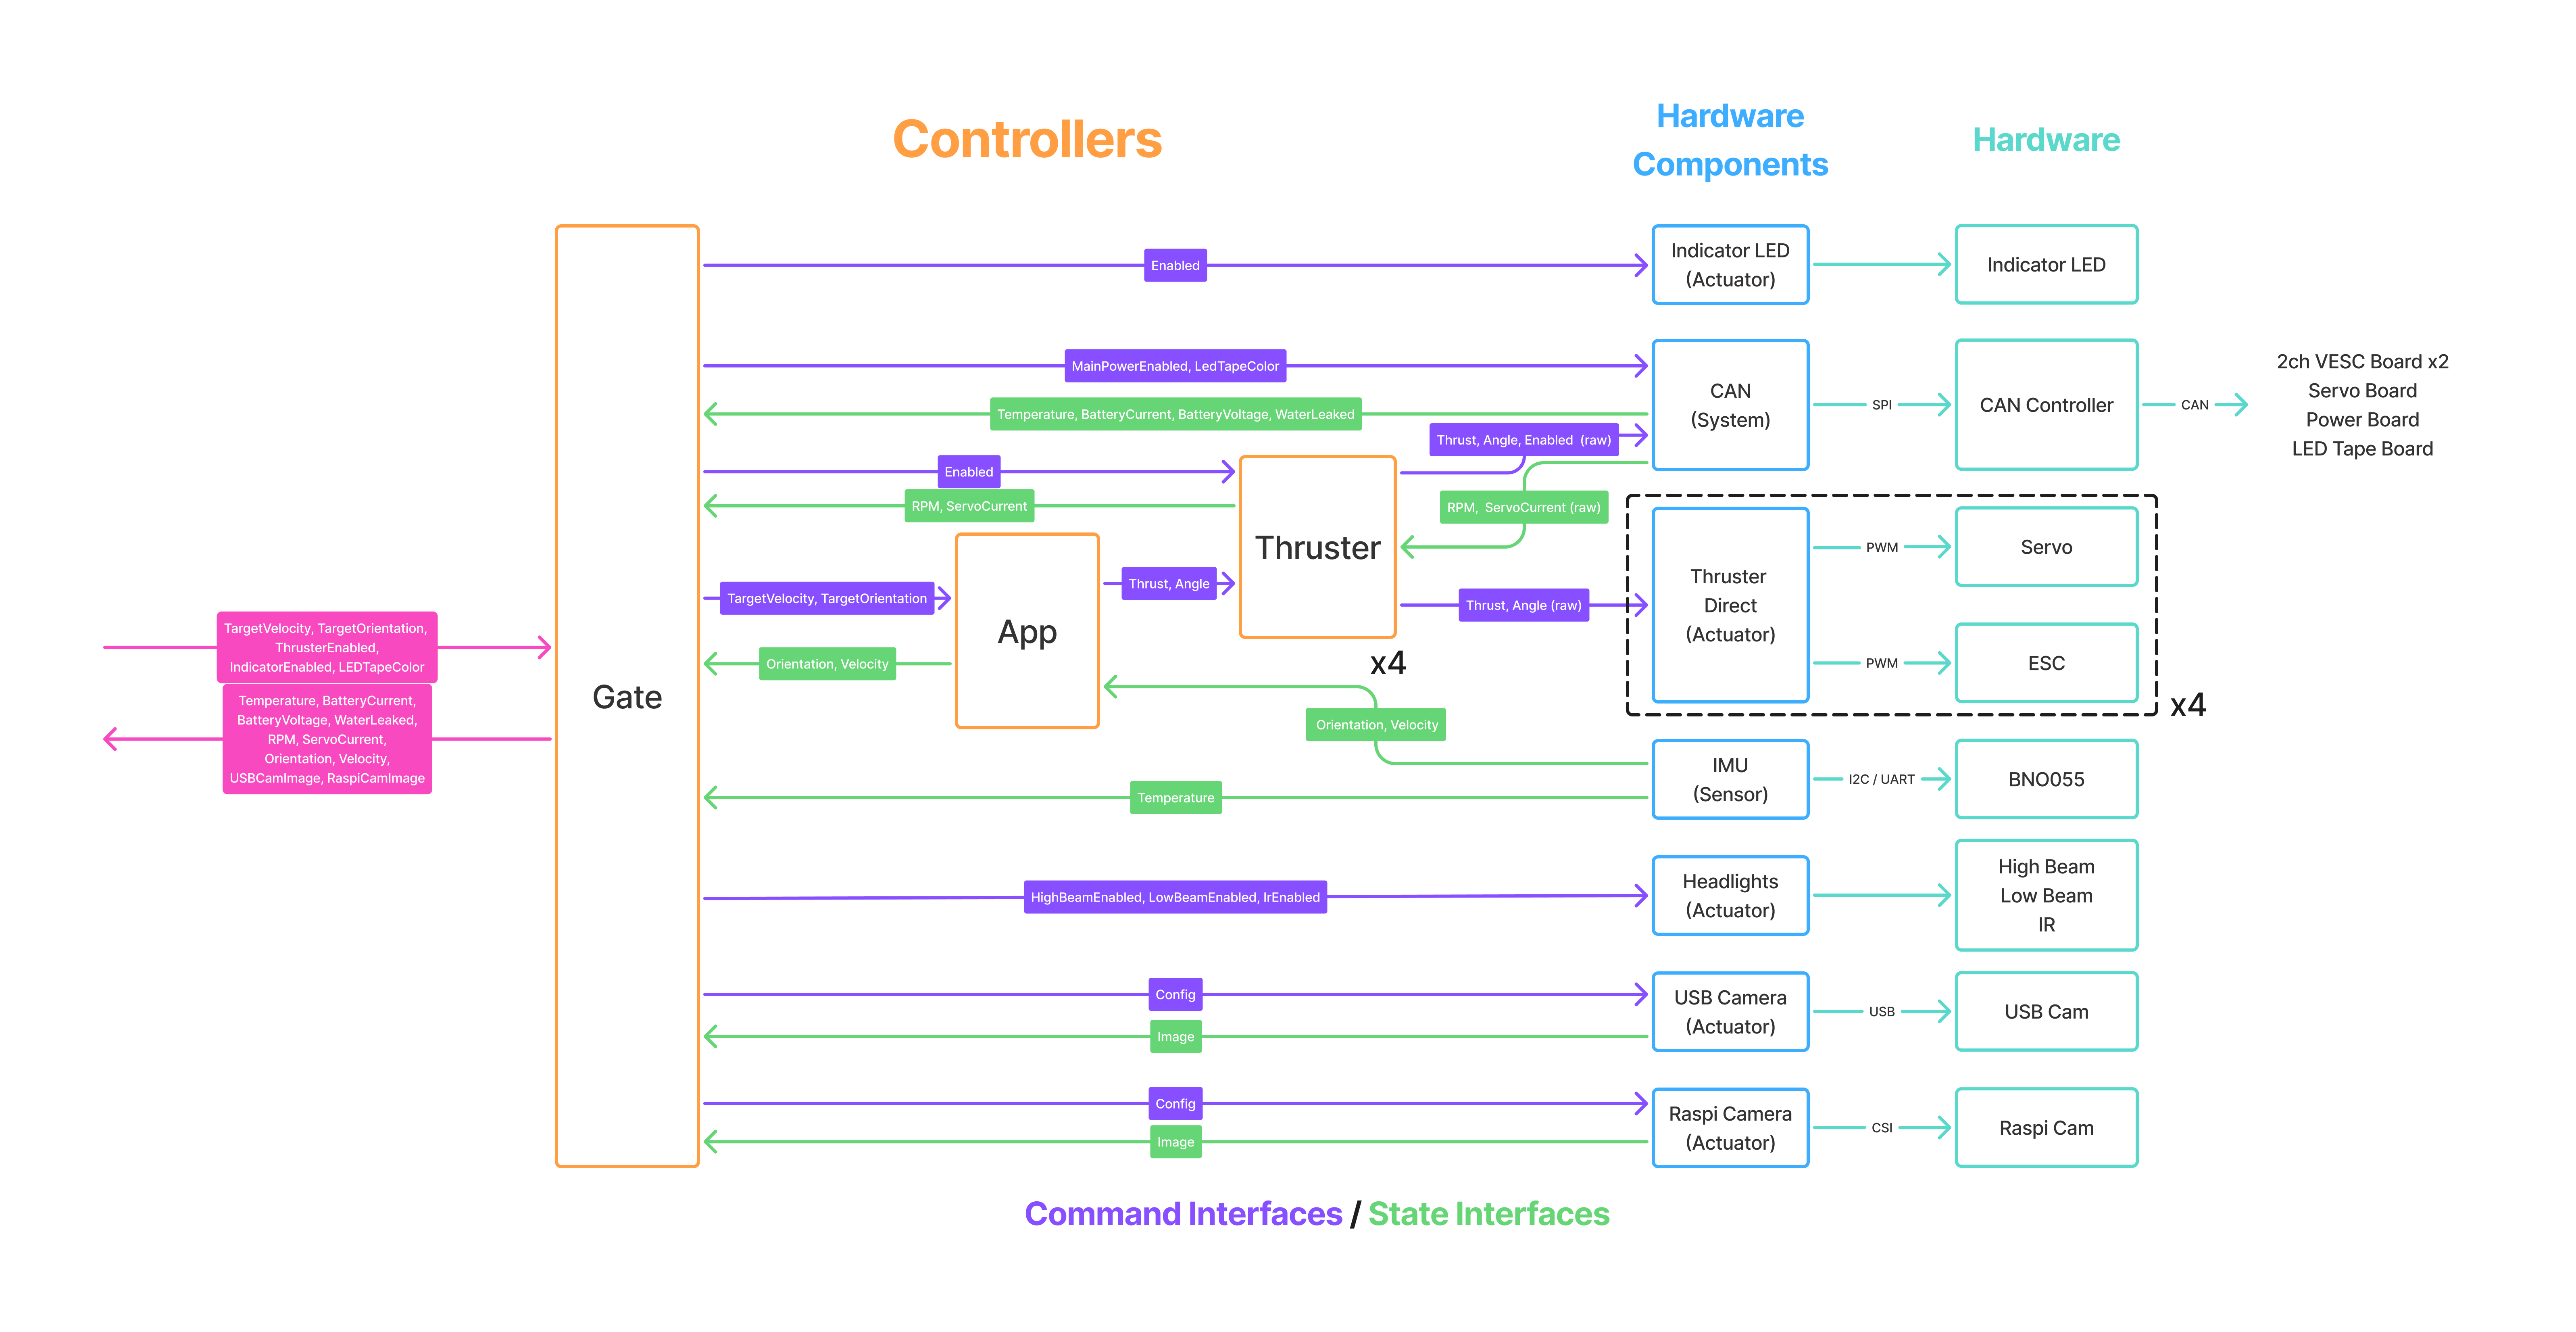 Controllers
Hardware
Components
Hardware
Enabled
Indicator LED
(Actuator)
Indicator LED
MainPowerEnabled, LedTapeColor
Temperature, BatteryCurrent, BatteryVoltage, WaterLeaked
CAN
(System)
SPI
CAN Controller
CAN
2ch VESC Board x2
Servo Board
Power Board
LED Tape Board
Thrust, Angle, Enabled (raw)
Enabled
RPM, ServoCurrent
Thruster
x4
RPM, ServoCurrent (raw)
TargetVelocity, TargetOrientation
App
Thrust, Angle
Thrust, Angle (raw)
Orientation, Velocity
Thruster
Direct
(Actuator)
PWM
Servo
PWM
ESC
x4
TargetVelocity, TargetOrientation,
ThrusterEnabled,
IndicatorEnabled, LEDTapeColor
Temperature, BatteryCurrent,
BatteryVoltage, WaterLeaked,
RPM, ServoCurrent,
Orientation, Velocity,
USBCamImage, RaspiCamImage
Gate
Orientation, Velocity
Temperature
IMU
(Sensor)
I2C / UART
BNO055
HighBeamEnabled, LowBeamEnabled, IrEnabled
Headlights
(Actuator)
High Beam
Low Beam
IR
Config
Image
USB Camera
(Actuator)
USB
USB Cam
Config
Image
Raspi Camera
(Actuator)
CSI
Raspi Cam
Command Interfaces / State Interfaces